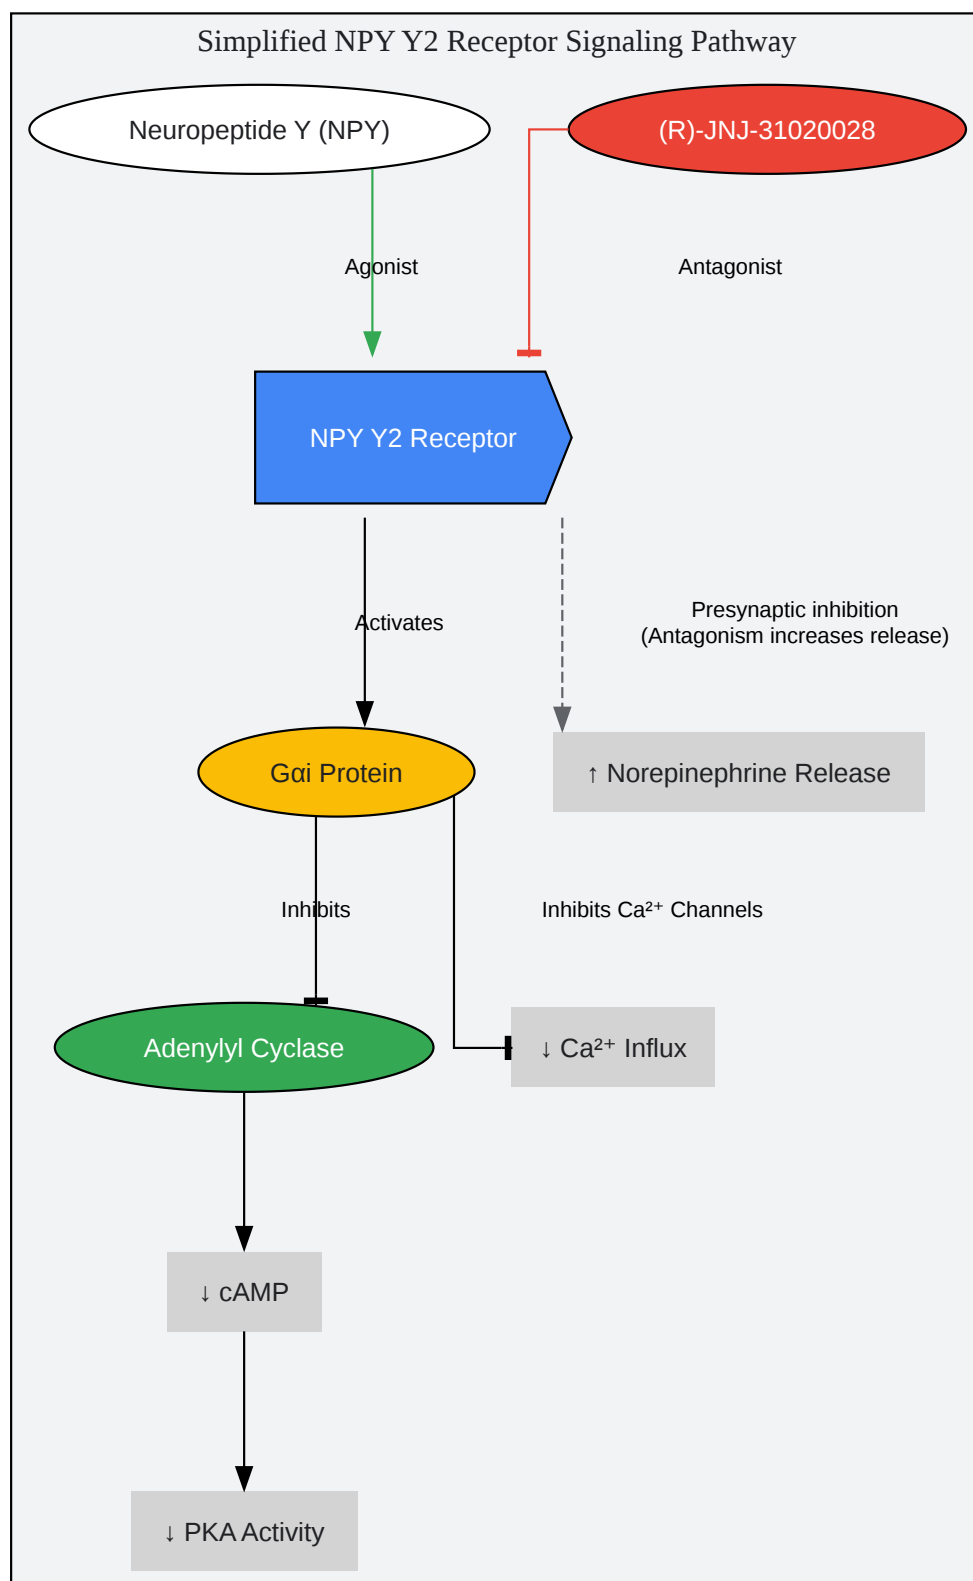 Simplified NPY Y2 Receptor Signaling Pathway
Neuropeptide Y (NPY)
(R)-JNJ-31020028
Agonist
Antagonist
NPY Y2 Receptor
Activates
Presynaptic inhibition
(Antagonism increases release)
Gαi Protein
↑ Norepinephrine Release
Inhibits
Inhibits Ca²⁺ Channels
Adenylyl Cyclase
↓ Ca²⁺ Influx
↓ cAMP
↓ PKA Activity